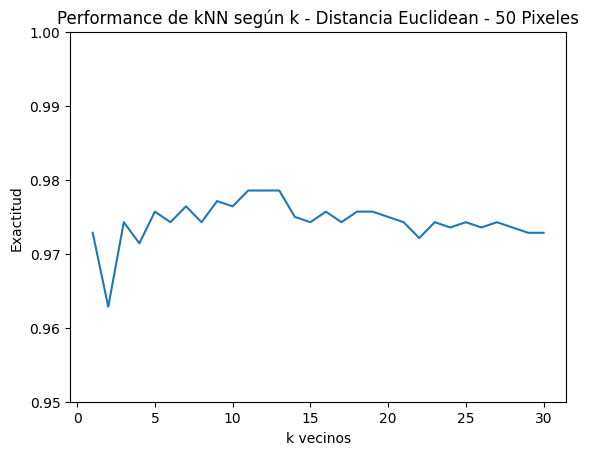 Performance de kNN según k - Distancia Euclidean - 50 Pixeles
1.00
0.99
0.98
0.97
0.96
0.95
Exactitud
0 5 10 15 20 25 30
k vecinos